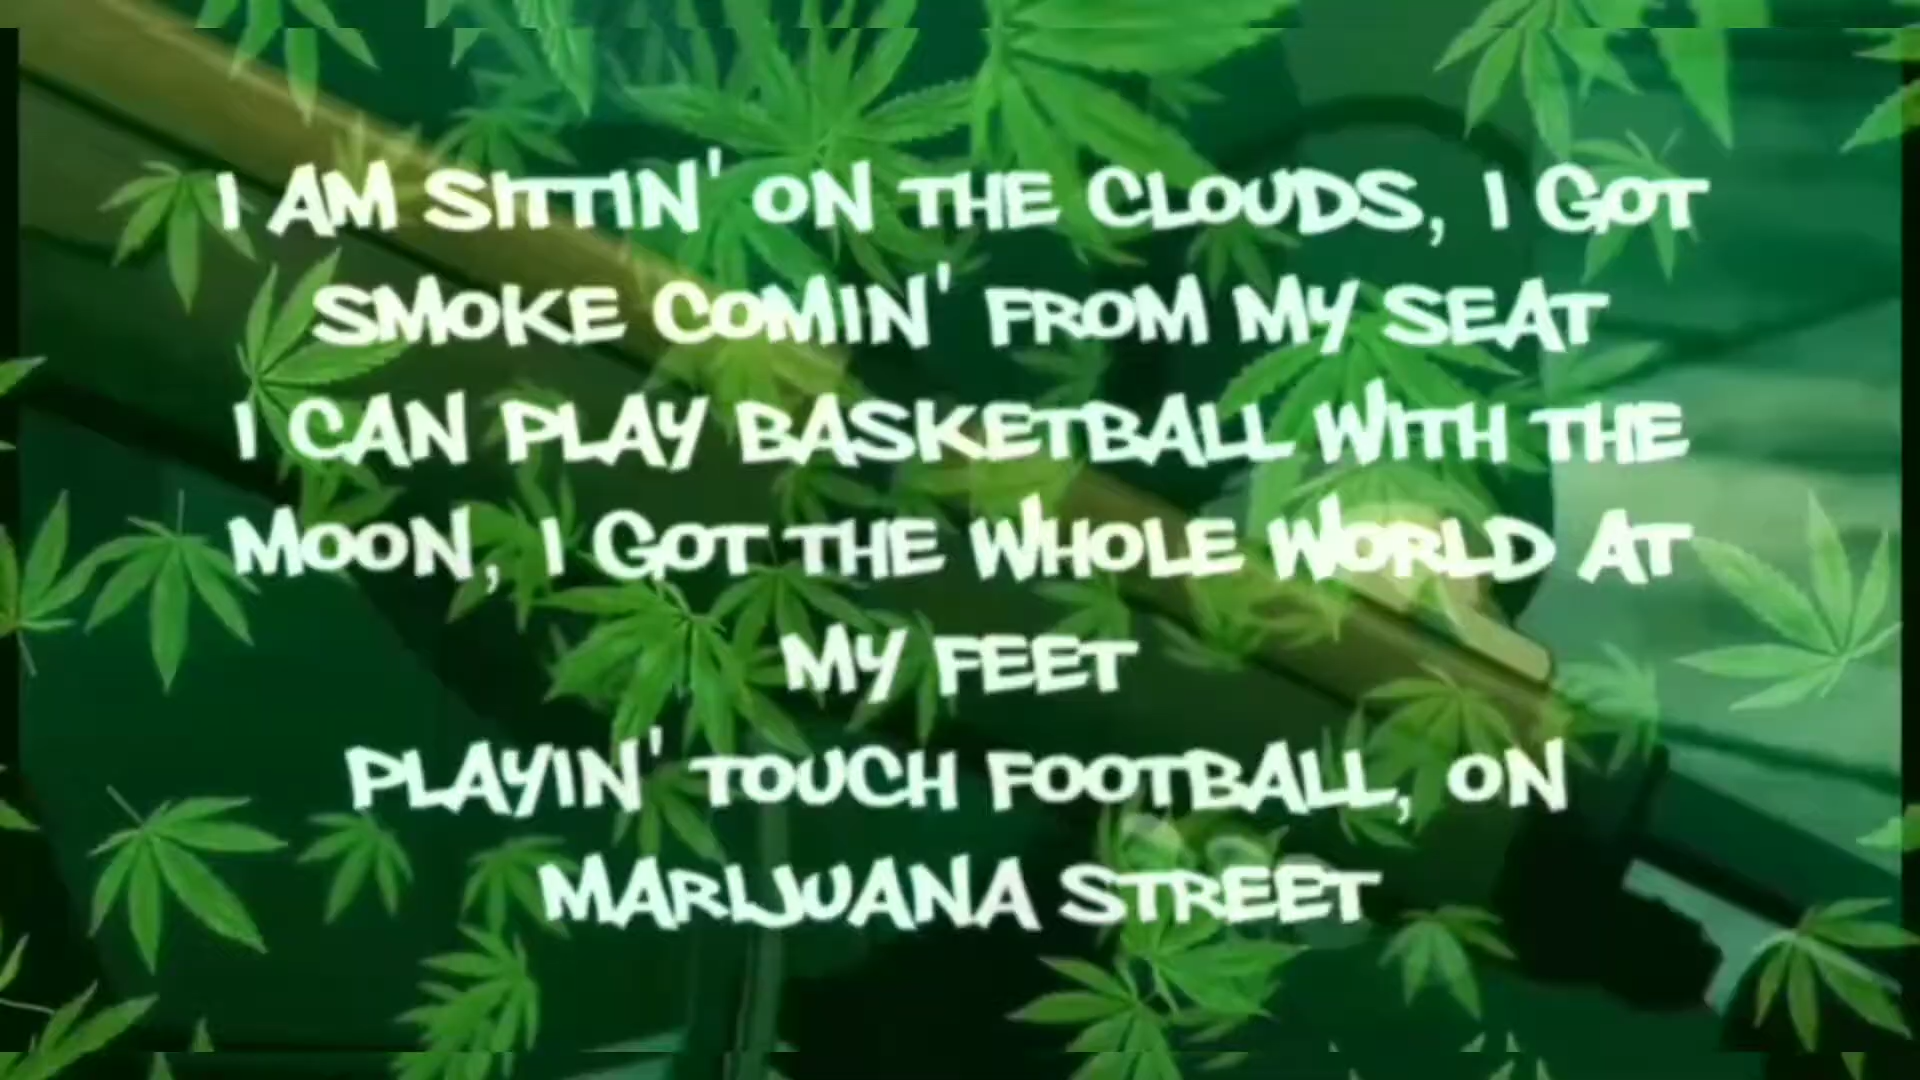 I AM SITTIN' ON THE CLOUDS, I GOT
SMOKE COMIN' FROM MY SEAT
I CAN PLAY BASKETBALL WITH THE
MOON, I GOT THE WHOLE WORLD AT
MY FEET
PLAYIN' TOUCH FOOTBALL, ON
MARIJUANA STREET